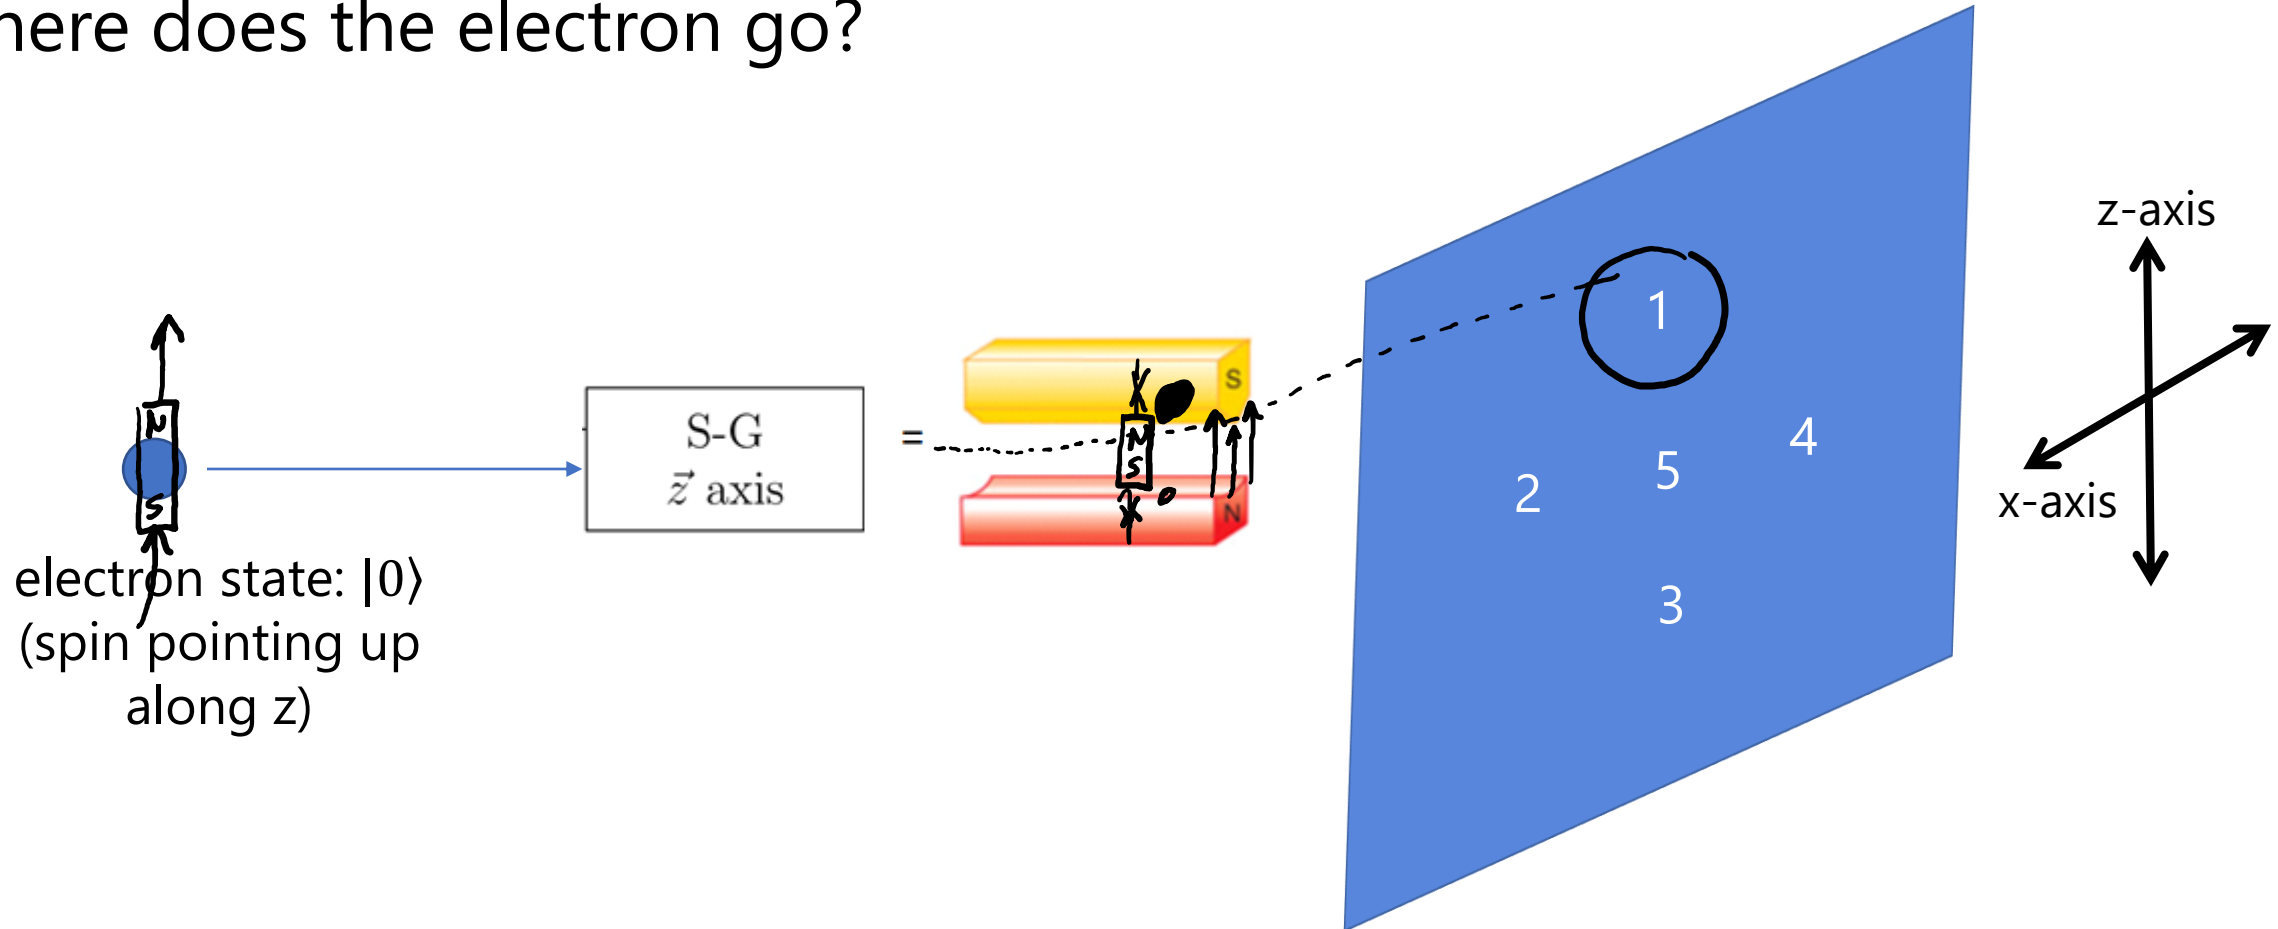 here does the electron go?
N
S
electron state: |0⟩
(spin pointing up
along z)
S-G
z⃗ axis
=
S
N
S
N
1
2
5
4
3
z-axis
x-axis